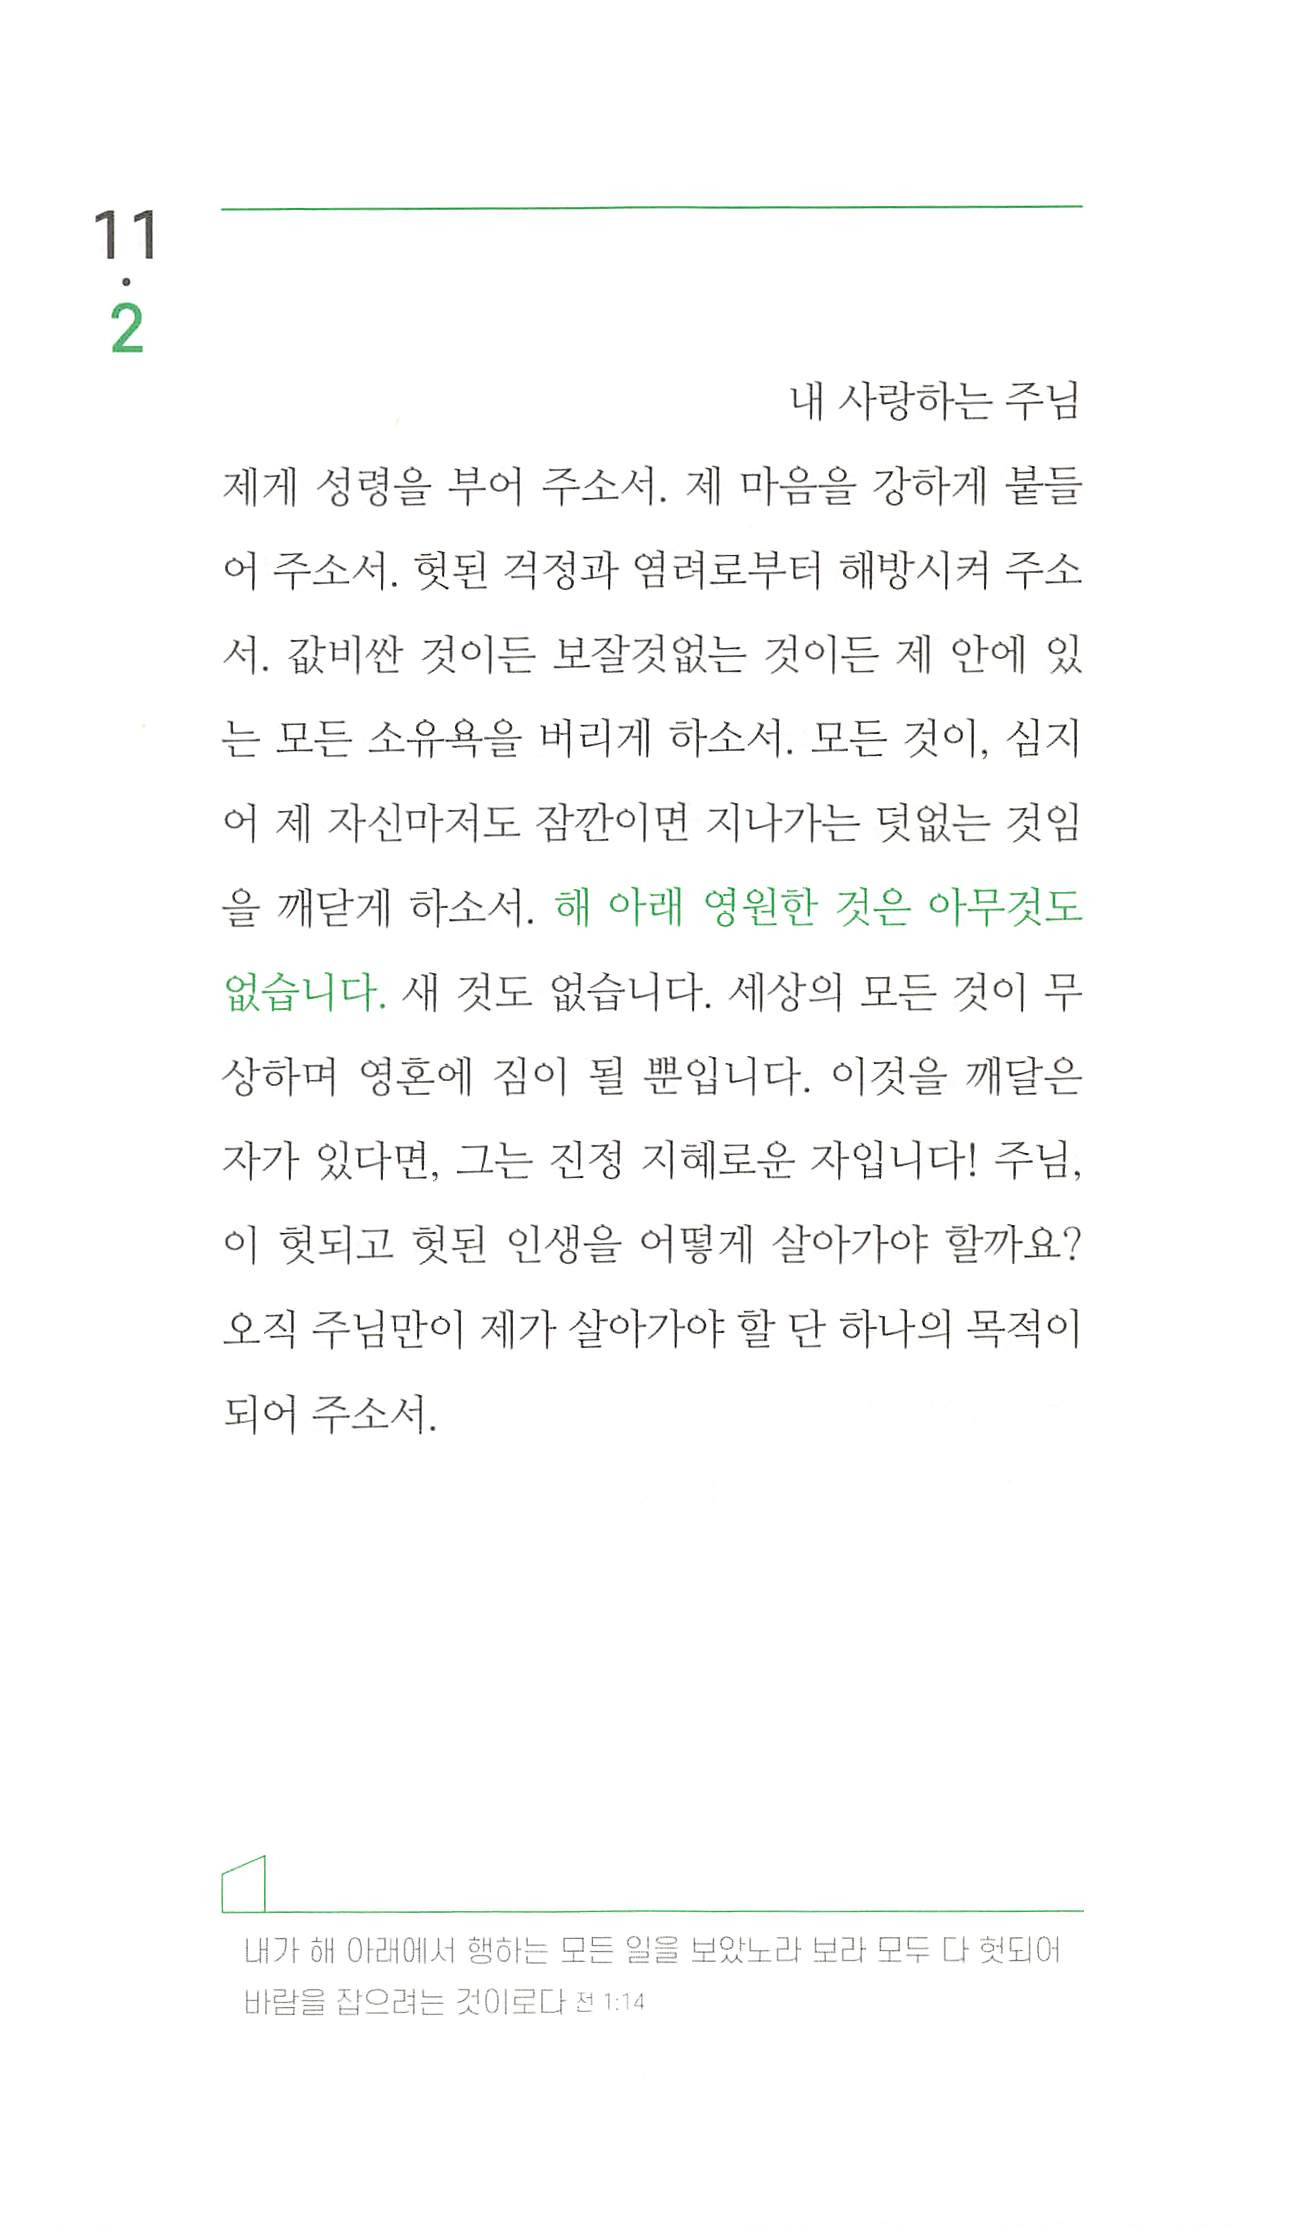 11
·
2
내 사랑하는 주님
제게 성령을 부어 주소서. 제 마음을 강하게 붙들
어 주소서. 헛된 걱정과 염려로부터 해방시켜 주소
서. 값비싼 것이든 보잘것없는 것이든 제 안에 있
는 모든 소유욕을 버리게 하소서. 모든 것이, 심지
어 제 자신마저도 잠깐이면 지나가는 덧없는 것임
을 깨닫게 하소서. 해 아래 영원한 것은 아무것도
없습니다. 새 것도 없습니다. 세상의 모든 것이 무
상하며 영혼에 짐이 될 뿐입니다. 이것을 깨달은
자가 있다면, 그는 진정 지혜로운 자입니다! 주님,
이 헛되고 헛된 인생을 어떻게 살아가야 할까요?
오직 주님만이 제가 살아가야 할 단 하나의 목적이
되어 주소서.
내가 해 아래에서 행하는 모든 일을 보았노라 보라 모두 다 헛되어
바람을 잡으려는 것이로다 전 1:14